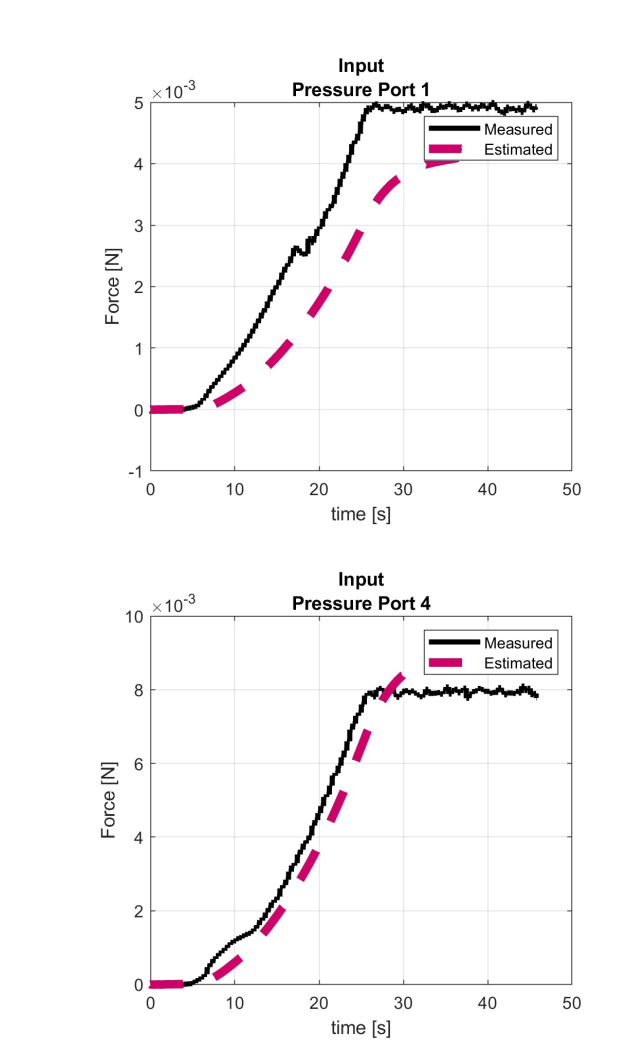 Input
Pressure Port 1
×10-3
5
4
3
2
1
0
-1
Force [N]
Measured
Estimated
0 10 20 30 40 50
time [s]
Input
Pressure Port 4
×10-3
10
8
6
4
2
0
Force [N]
Measured
Estimated
0 10 20 30 40 50
time [s]